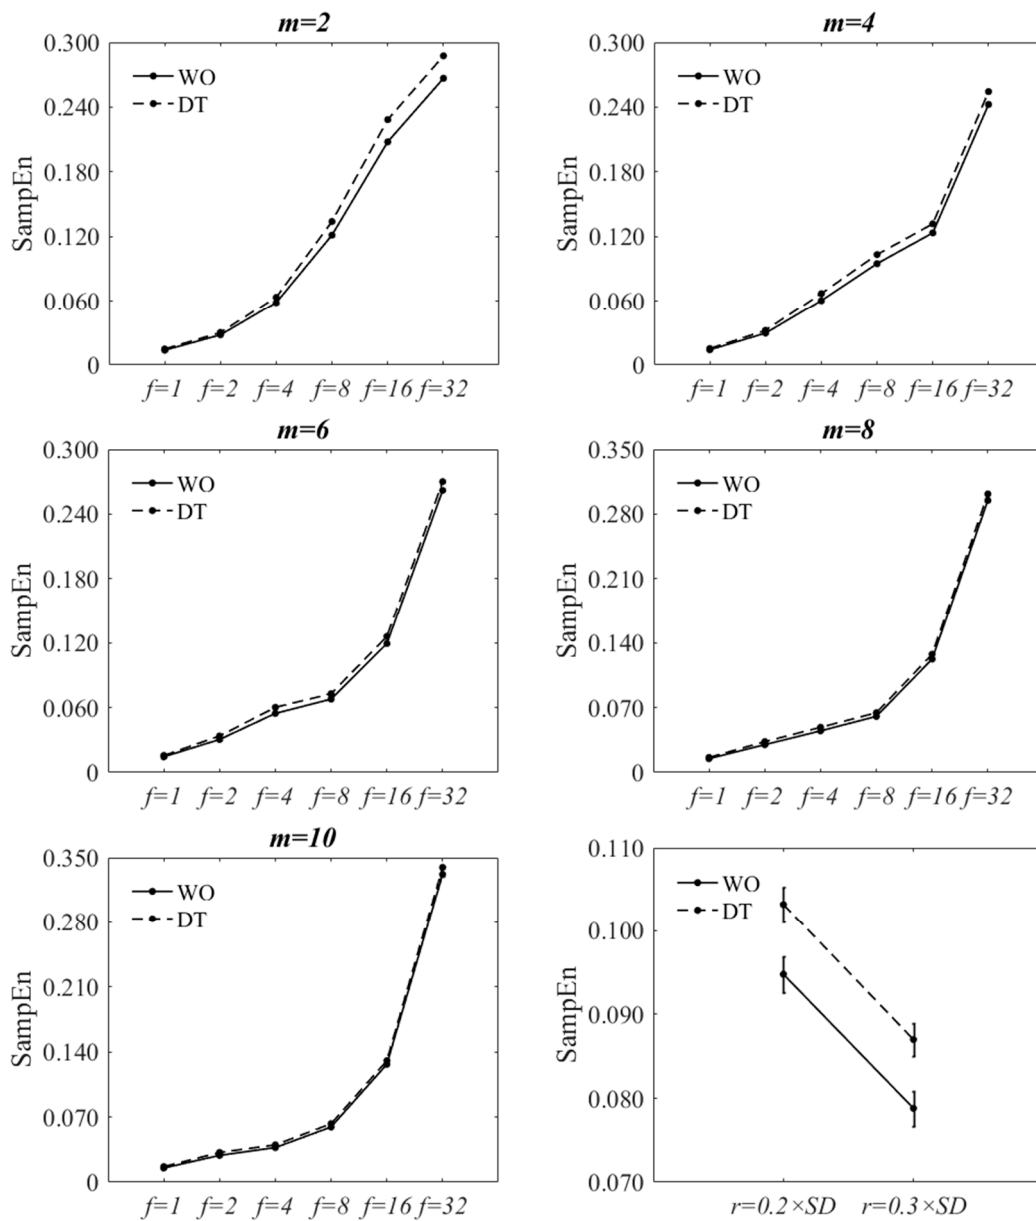 m=2
0.300
0.240
0.180
0.120
0.060
0
SampEn
WO
DT
f=1 f=2 f=4 f=8 f=16 f=32
m=4
0.300
0.240
0.180
0.120
0.060
0
SampEn
WO
DT
f=1 f=2 f=4 f=8 f=16 f=32
m=6
0.300
0.240
0.180
0.120
0.060
0
SampEn
WO
DT
f=1 f=2 f=4 f=8 f=16 f=32
m=8
0.350
0.280
0.210
0.140
0.070
0
SampEn
WO
DT
f=1 f=2 f=4 f=8 f=16 f=32
m=10
0.350
0.280
0.210
0.140
0.070
0
SampEn
WO
DT
f=1 f=2 f=4 f=8 f=16 f=32
0.110
0.100
0.090
0.080
0.070
SampEn
WO
DT
r=0.2×SD r=0.3×SD